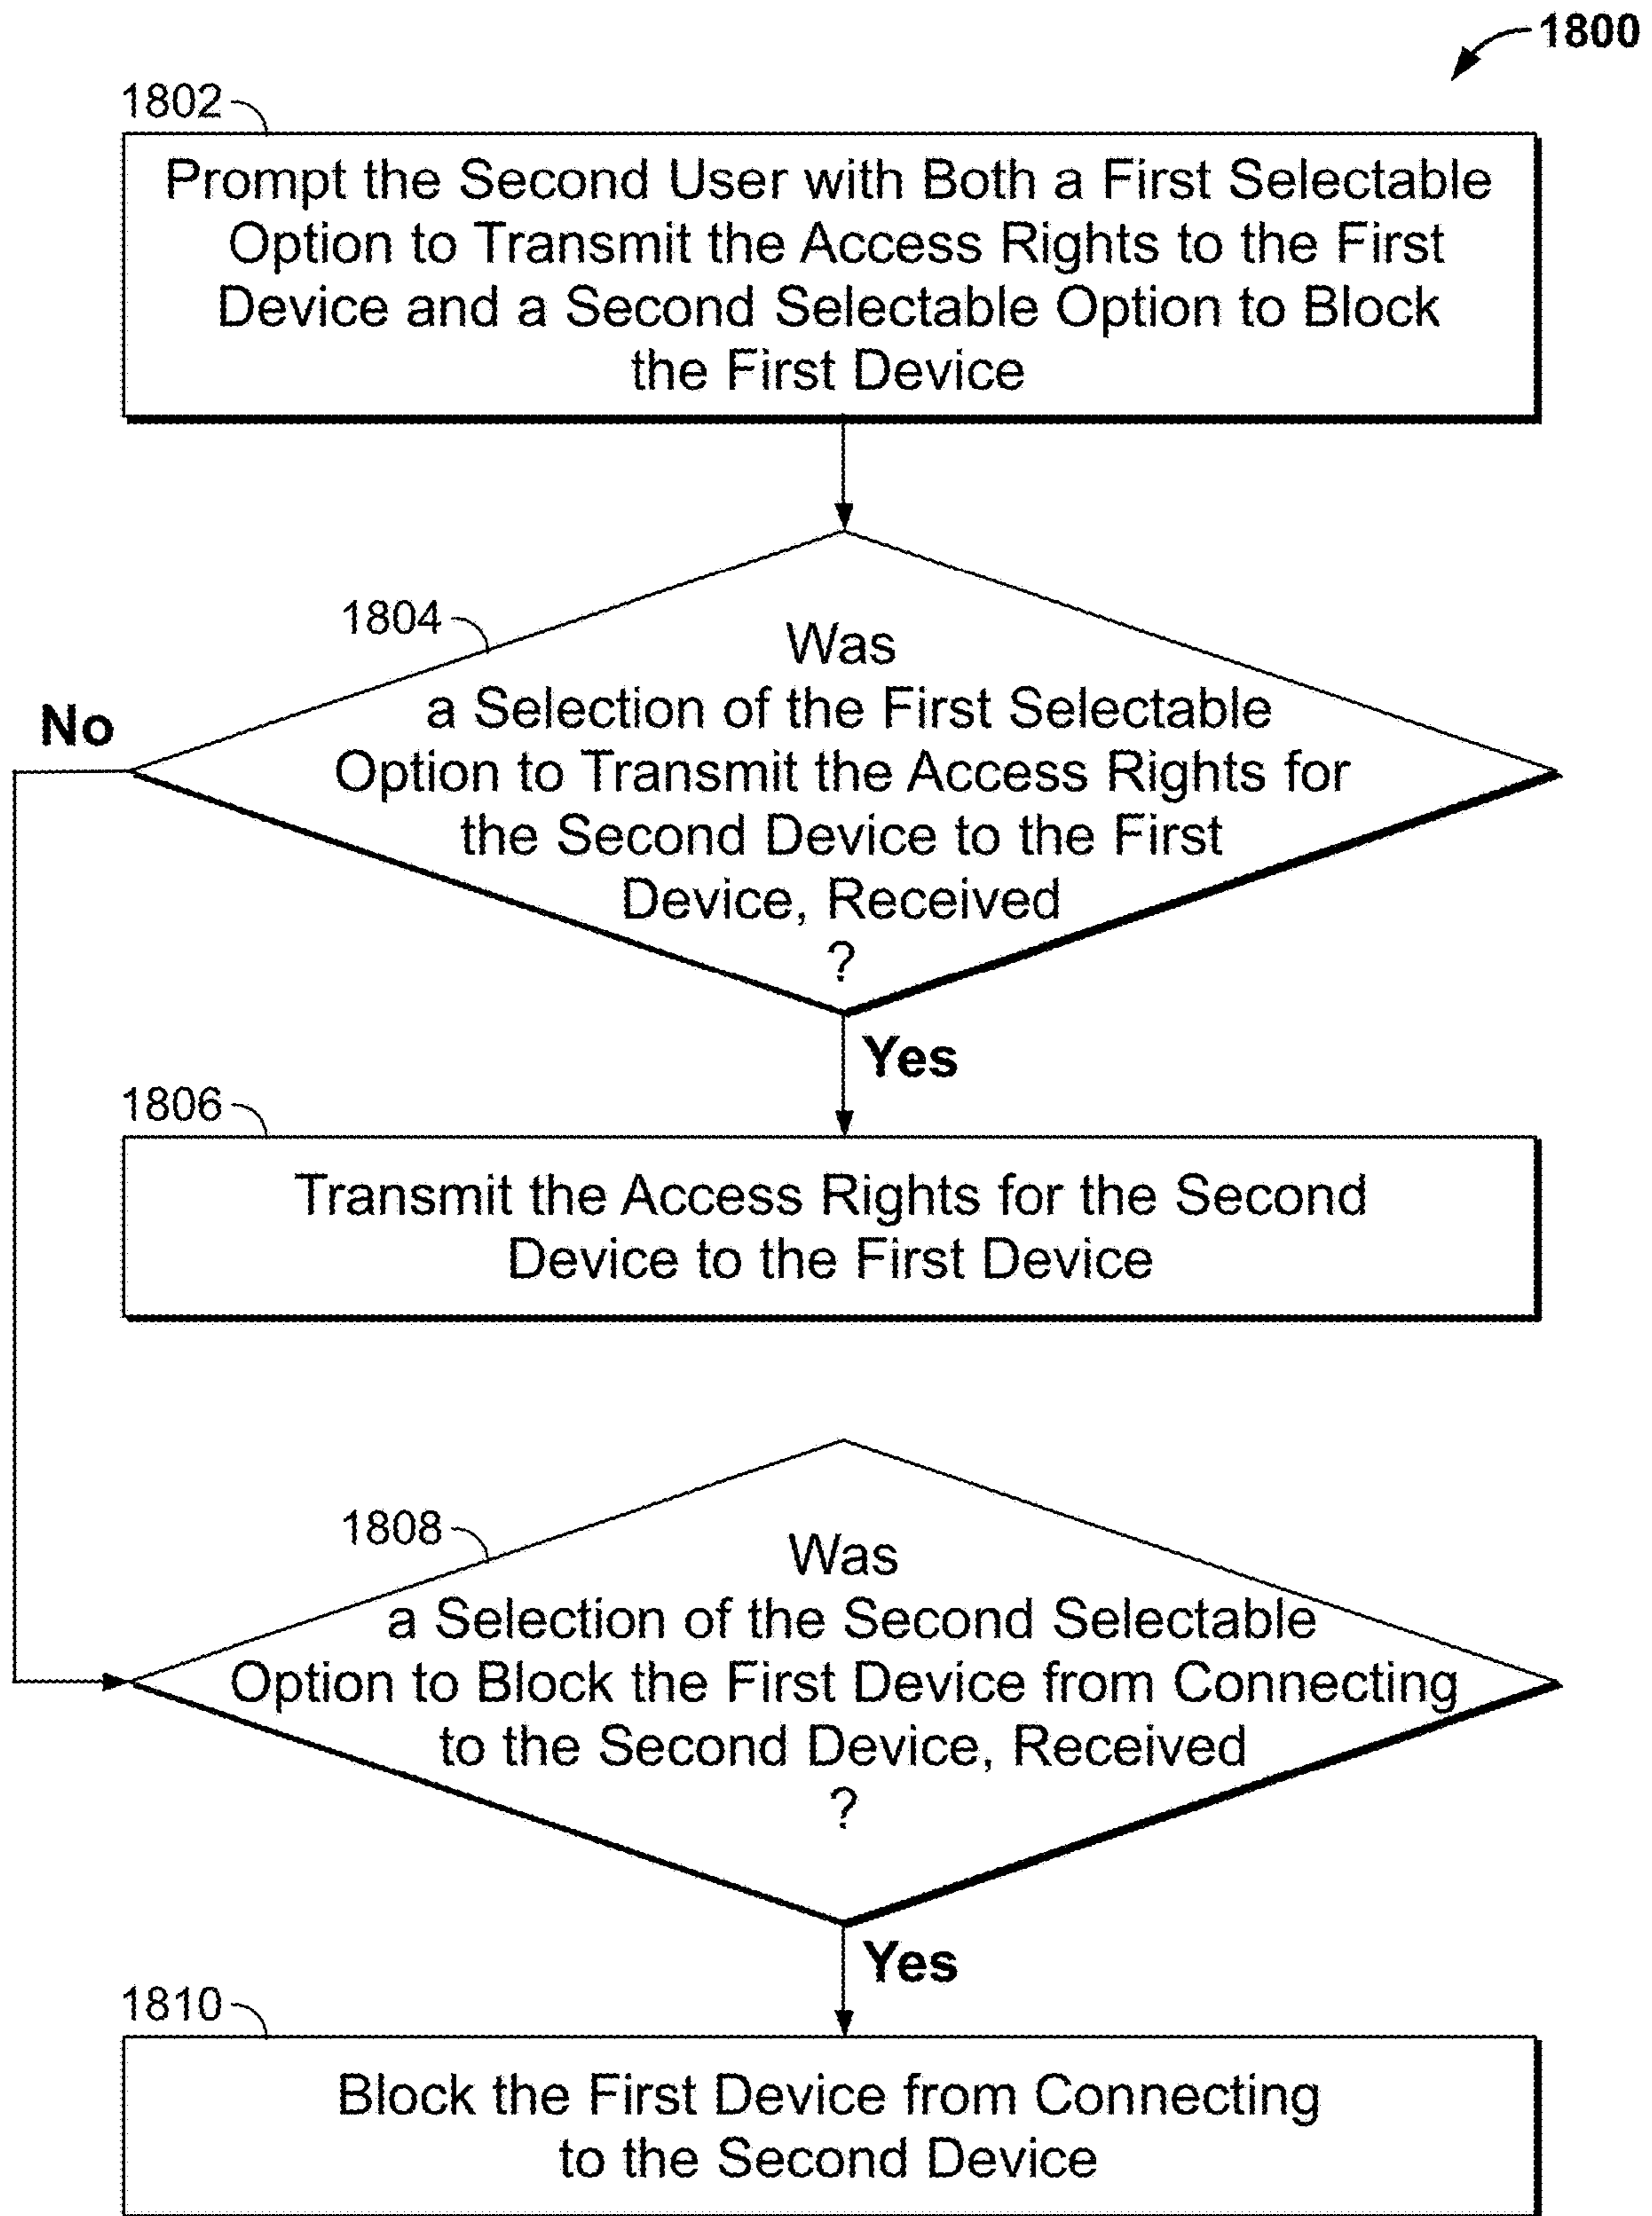 1800
1802
Prompt the Second User with Both a First Selectable
Option to Transmit the Access Rights to the First
Device and a Second Selectable Option to Block
the First Device
1804
Was
a Selection of the First Selectable
Option to Transmit the Access Rights for
the Second Device to the First
Device, Received
?
No
Yes
1806
Transmit the Access Rights for the Second
Device to the First Device
1808
Was
a Selection of the Second Selectable
Option to Block the First Device from Connecting
to the Second Device, Received
?
Yes
1810
Block the First Device from Connecting
to the Second Device